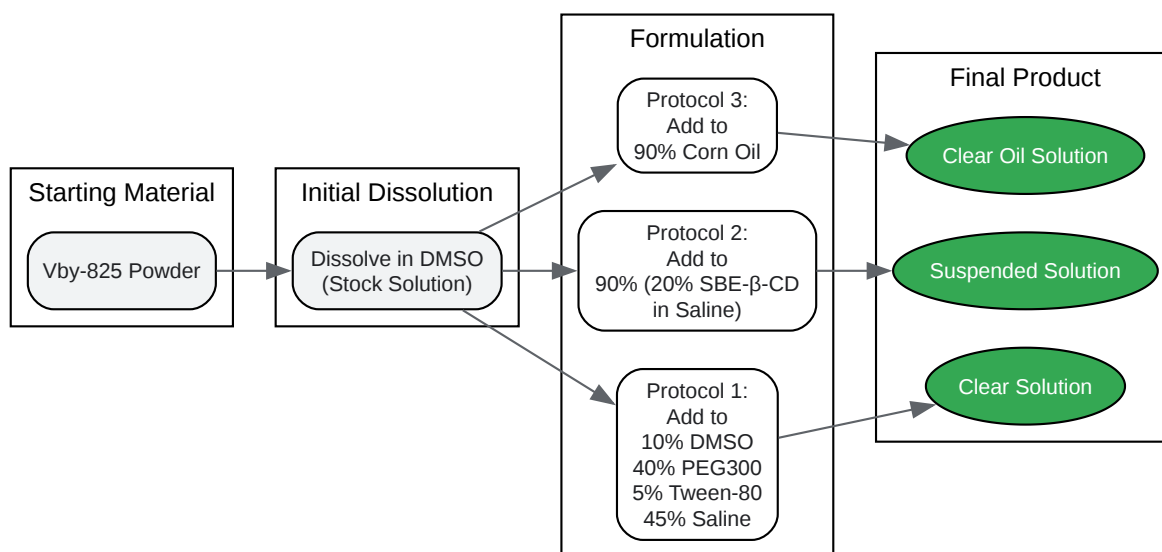 Starting Material
Vby-825 Powder
Initial Dissolution
Dissolve in DMSO
(Stock Solution)
Formulation
Protocol 3:
Add to
90% Corn Oil
Protocol 2:
Add to
90% (20% SBE-β-CD
in Saline)
Protocol 1:
Add to
10% DMSO
40% PEG300
5% Tween-80
45% Saline
Final Product
Clear Oil Solution
Suspended Solution
Clear Solution